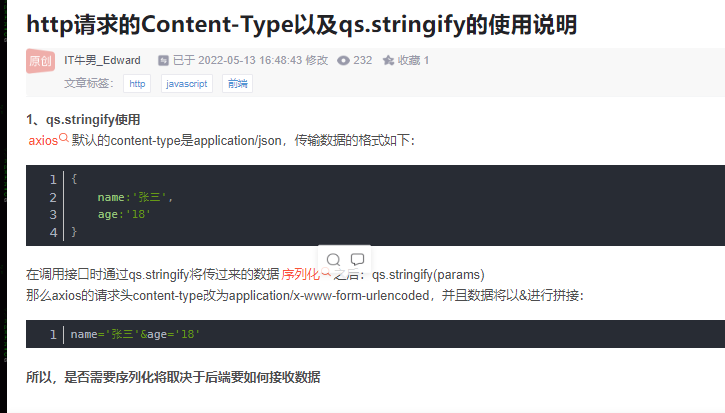 http请求的Content-Type以及qs.stringify的使用说明
原创 IT牛男_Edward 已于 2022-05-13 16:48:43 修改 232 收藏 1
文章标签： http javascript 前端
1、qs.stringify使用
axios 默认的content-type是application/json，传输数据的格式如下：
1 {
2 name:'张三',
3 age:'18'
4 }
在调用接口时通过qs.stringify将传过来的数据 序列化 之后：qs.stringify(params)
那么axios的请求头content-type改为application/x-www-form-urlencoded，并且数据将以&进行拼接：
1 name='张三'&age='18'
所以，是否需要序列化将取决于后端要如何接收数据